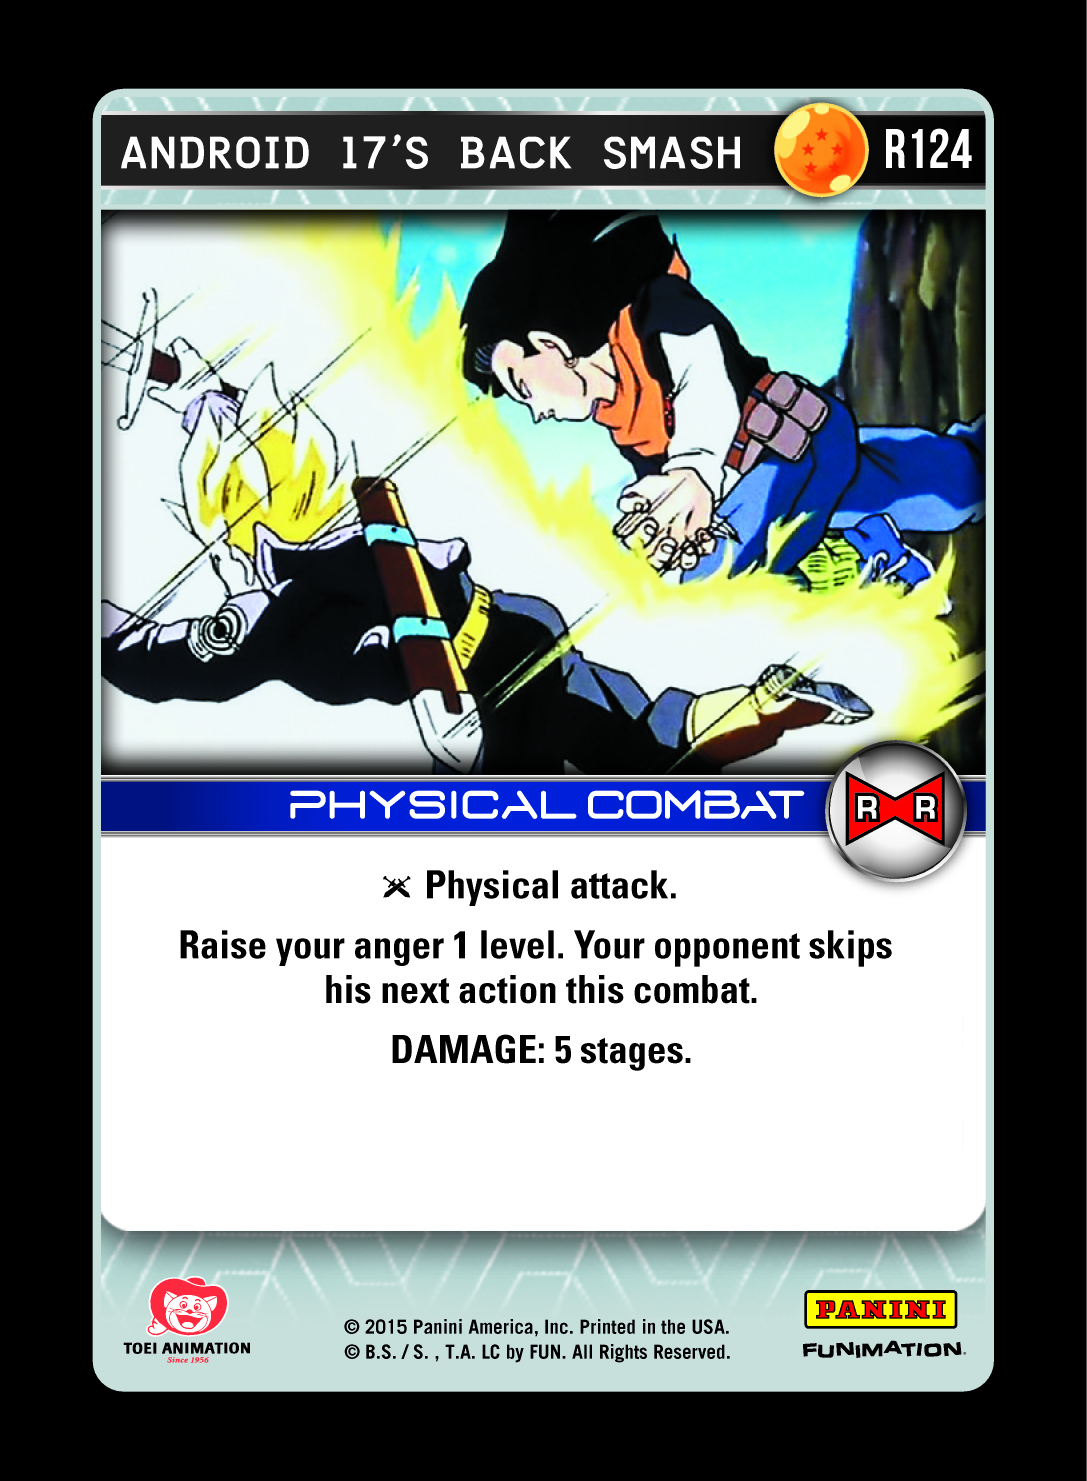 ANDROID 17'S BACK SMASH R124
PHYSICAL COMBAT
R R
Physical attack.
Raise your anger 1 level. Your opponent skips
his next action this combat.
DAMAGE: 5 stages.
TOEI ANIMATION
Since 1956
© 2015 Panini America, Inc. Printed in the USA.
© B.S. / S. , T.A. LC by FUN. All Rights Reserved.
PANINI
FUNIMATION